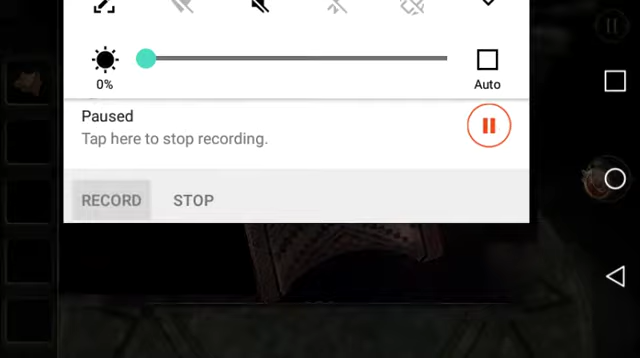 0%
Auto
Paused
Tap here to stop recording.
RECORD
STOP